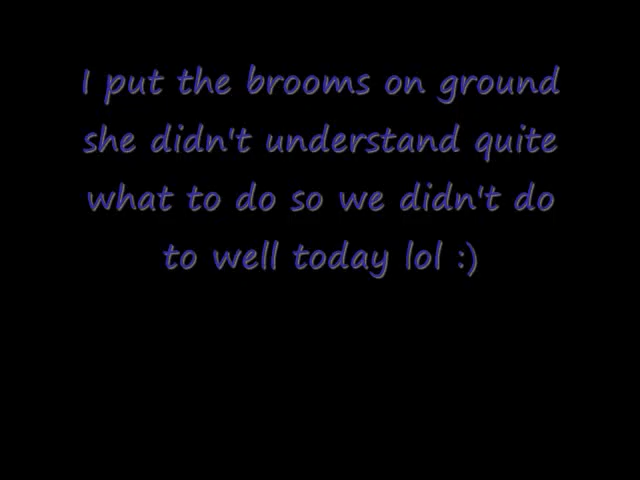 I put the brooms on ground
she didn't understand quite
what to do so we didn't do
to well today lol :)